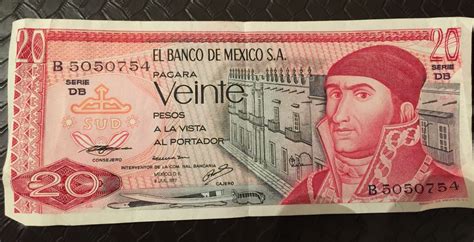 20
EL BANCO DE MEXICO S.A.
20
B 5050754
SERIE
DB
PAGARA
Veinte
SERIE
DB
SUD
PESOS
A LA VISTA
AL PORTADOR
CONSEJERO
INTERVENTOR DE LA COM. NAL. BANCARIA
MEXICO D.F.
CAJERO
B 5050754
20